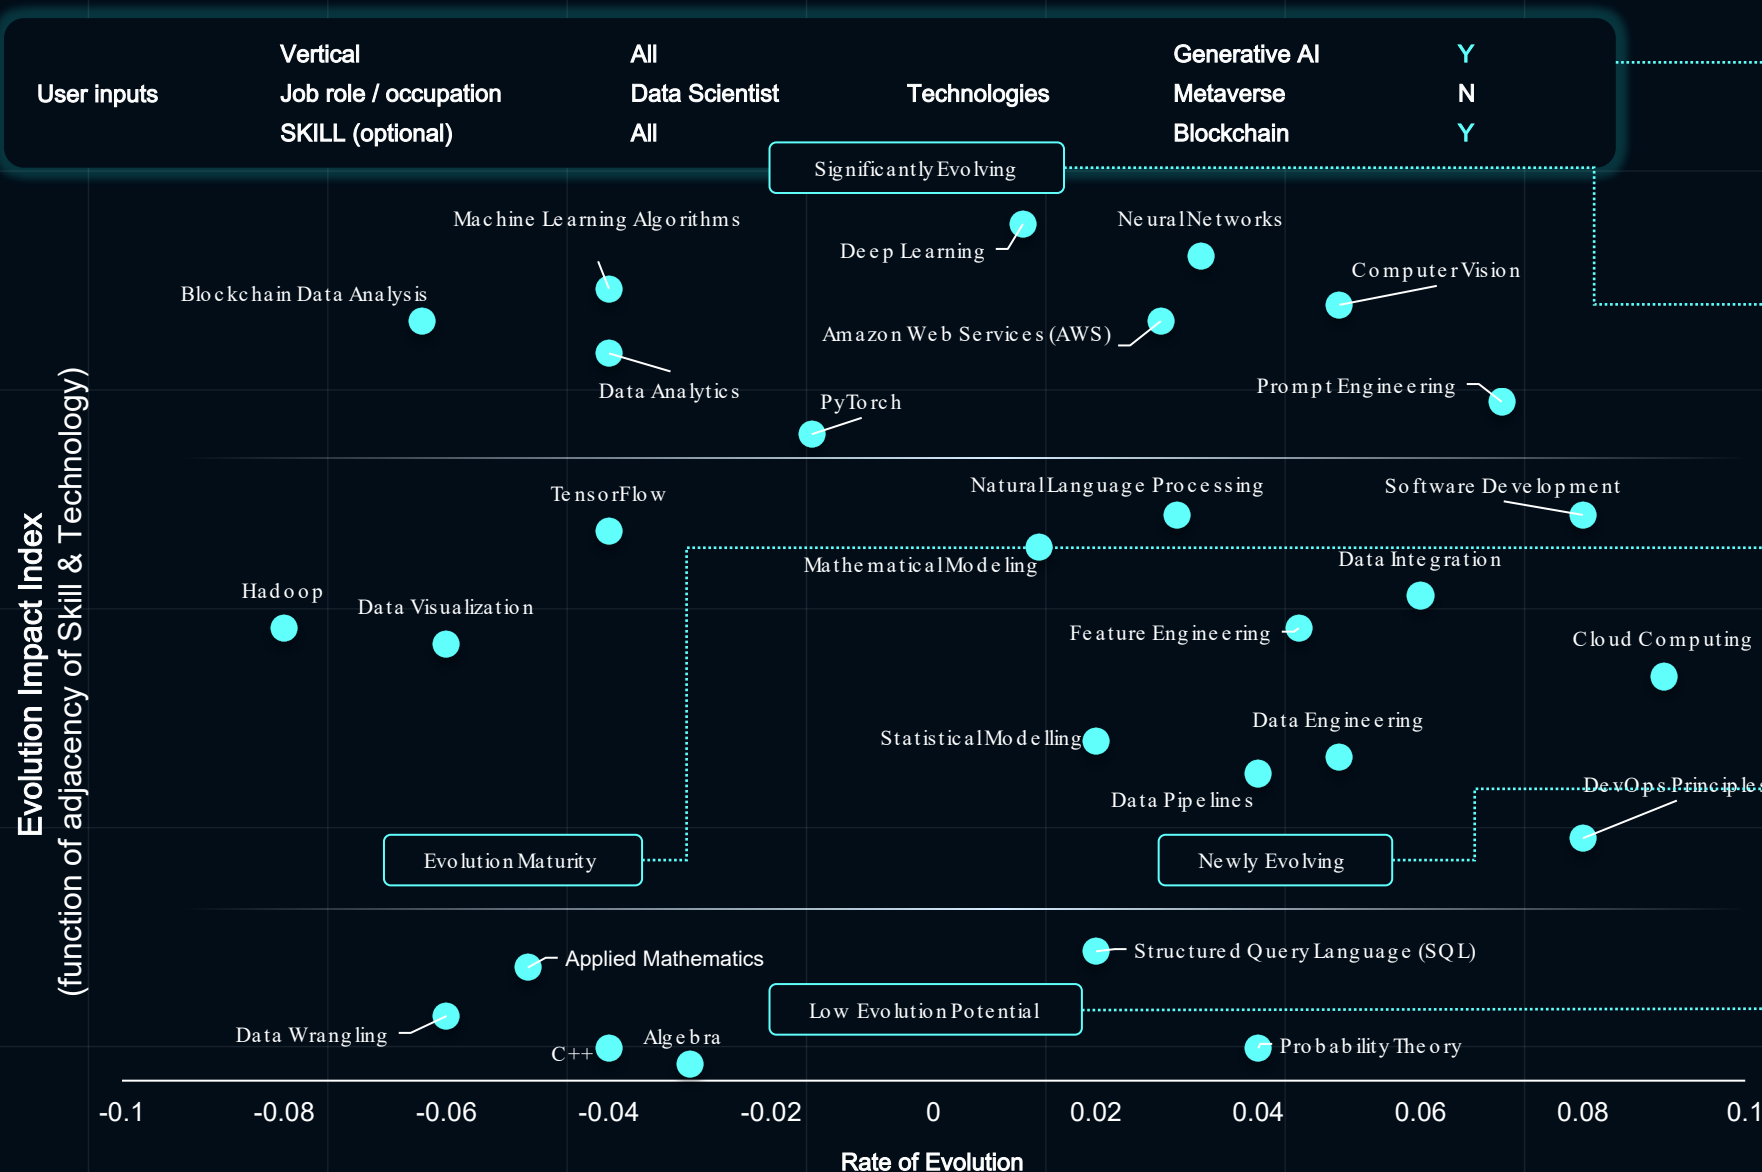 Vertical All Generative AI Y
User inputs Job role / occupation Data Scientist Technologies Metaverse N
SKILL (optional) All Blockchain Y
Significantly Evolving
Machine Learning Algorithms
Neural Networks
Deep Learning
Computer Vision
Blockchain Data Analysis
Amazon Web Services (AWS)
Data Analytics
Prompt Engineering
PyTorch
TensorFlow
Natural Language Processing
Software Development
Mathematical Modeling
Data Integration
Hadoop
Data Visualization
Feature Engineering
Cloud Computing
Data Engineering
Statistical Modelling
DevOps Principles
Data Pipelines
Evolution Maturity
Newly Evolving
Evolution Impact Index
(function of adjacency of Skill & Technology)
Structured Query Language (SQL)
Applied Mathematics
Low Evolution Potential
Data Wrangling
Algebra
C++
Probability Theory
-0.1 -0.08 -0.06 -0.04 -0.02 0 0.02 0.04 0.06 0.08 0.1
Rate of Evolution